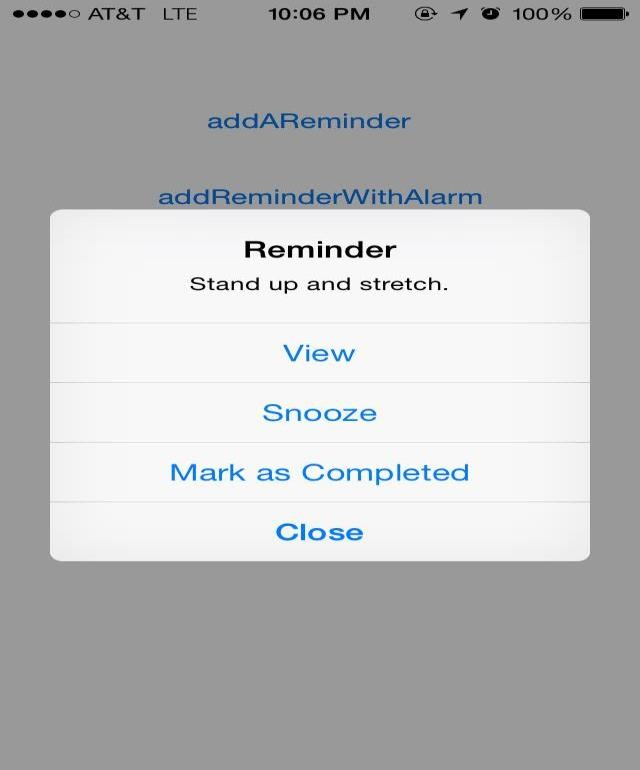 AT&T LTE 10:06 PM 100%
addAReminder
addReminderWithAlarm
Reminder
Stand up and stretch.
View
Snooze
Mark as Completed
Close